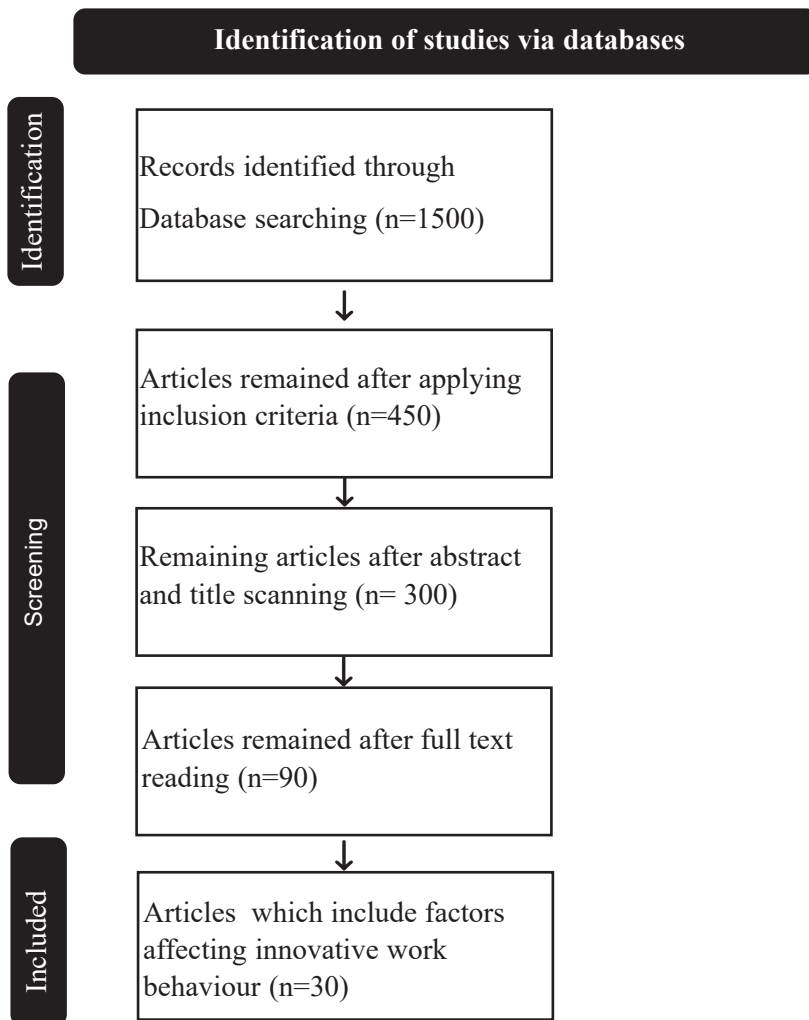 Identification of studies via databases
Identification
Records identified through
Database searching (n=1500)
Screening
Articles remained after applying
inclusion criteria (n=450)
Remaining articles after abstract
and title scanning (n= 300)
Articles remained after full text
reading (n=90)
Included
Articles  which include factors
affecting innovative work
behaviour (n=30)